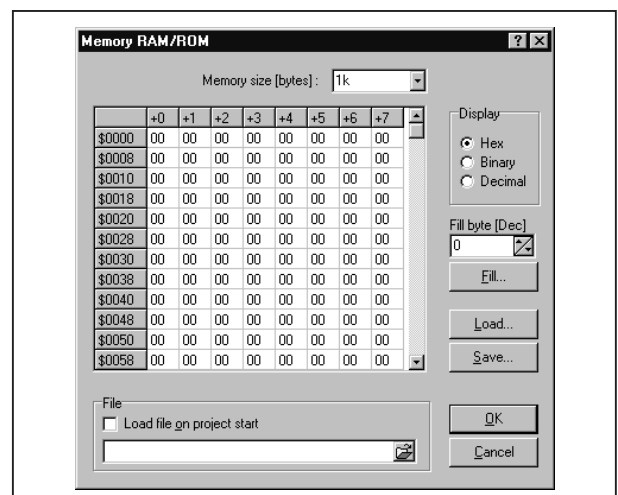 Memory RAM/ROM
Memory size [bytes] : 1k
+0 +1 +2 +3 +4 +5 +6 +7
$0000 00 00 00 00 00 00 00 00
$0008 00 00 00 00 00 00 00 00
$0010 00 00 00 00 00 00 00 00
$0018 00 00 00 00 00 00 00 00
$0020 00 00 00 00 00 00 00 00
$0028 00 00 00 00 00 00 00 00
$0030 00 00 00 00 00 00 00 00
$0038 00 00 00 00 00 00 00 00
$0040 00 00 00 00 00 00 00 00
$0048 00 00 00 00 00 00 00 00
$0050 00 00 00 00 00 00 00 00
$0058 00 00 00 00 00 00 00 00
Display
Hex
Binary
Decimal
Fill byte [Dec]
0
Fill...
Load...
Save...
File
Load file on project start
OK
Cancel